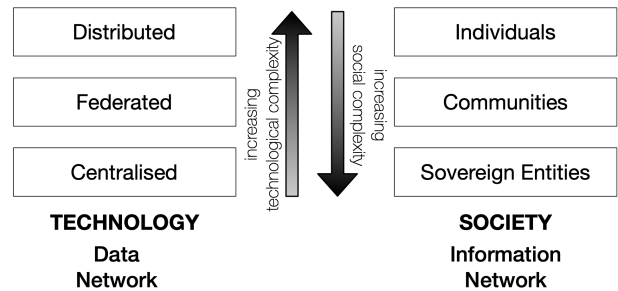 Distributed
Federated
Centralised
TECHNOLOGY
Data
Network
increasing
technological complexity
increasing
social complexity
Individuals
Communities
Sovereign Entities
SOCIETY
Information
Network